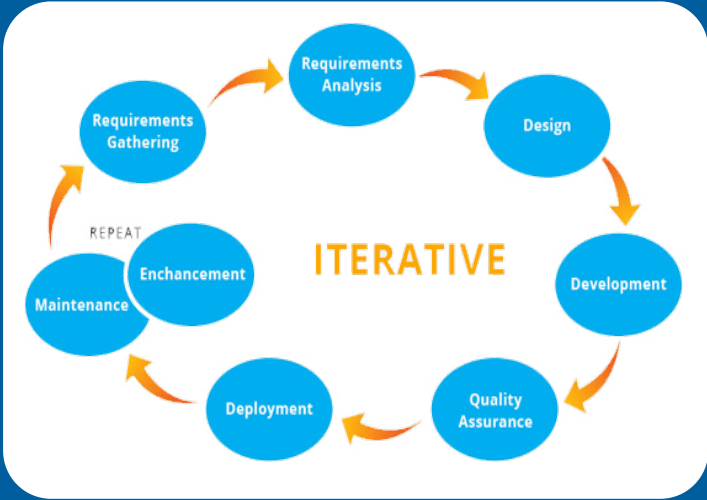 Requirements
Analysis
Requirements
Gathering
Design
REPEAT
Enchancement
ITERATIVE
Maintenance
Development
Deployment
Quality
Assurance